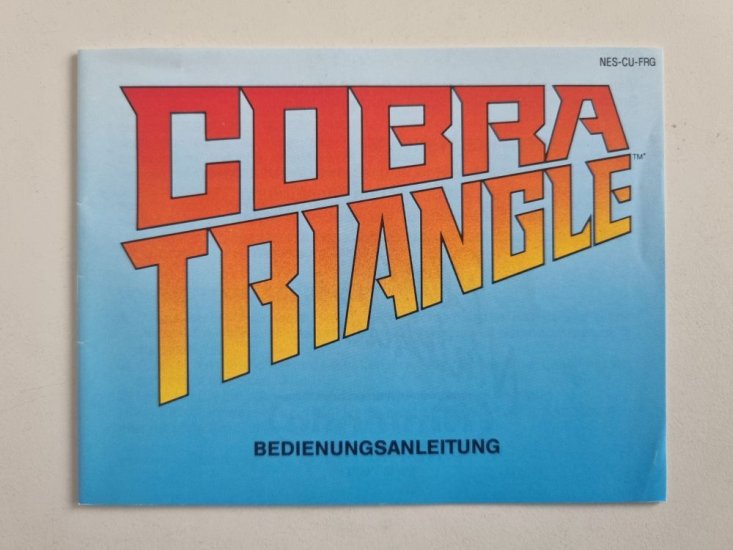 NES-CU-FRG
COBRA
TRIANGLE™
BEDIENUNGSANLEITUNG